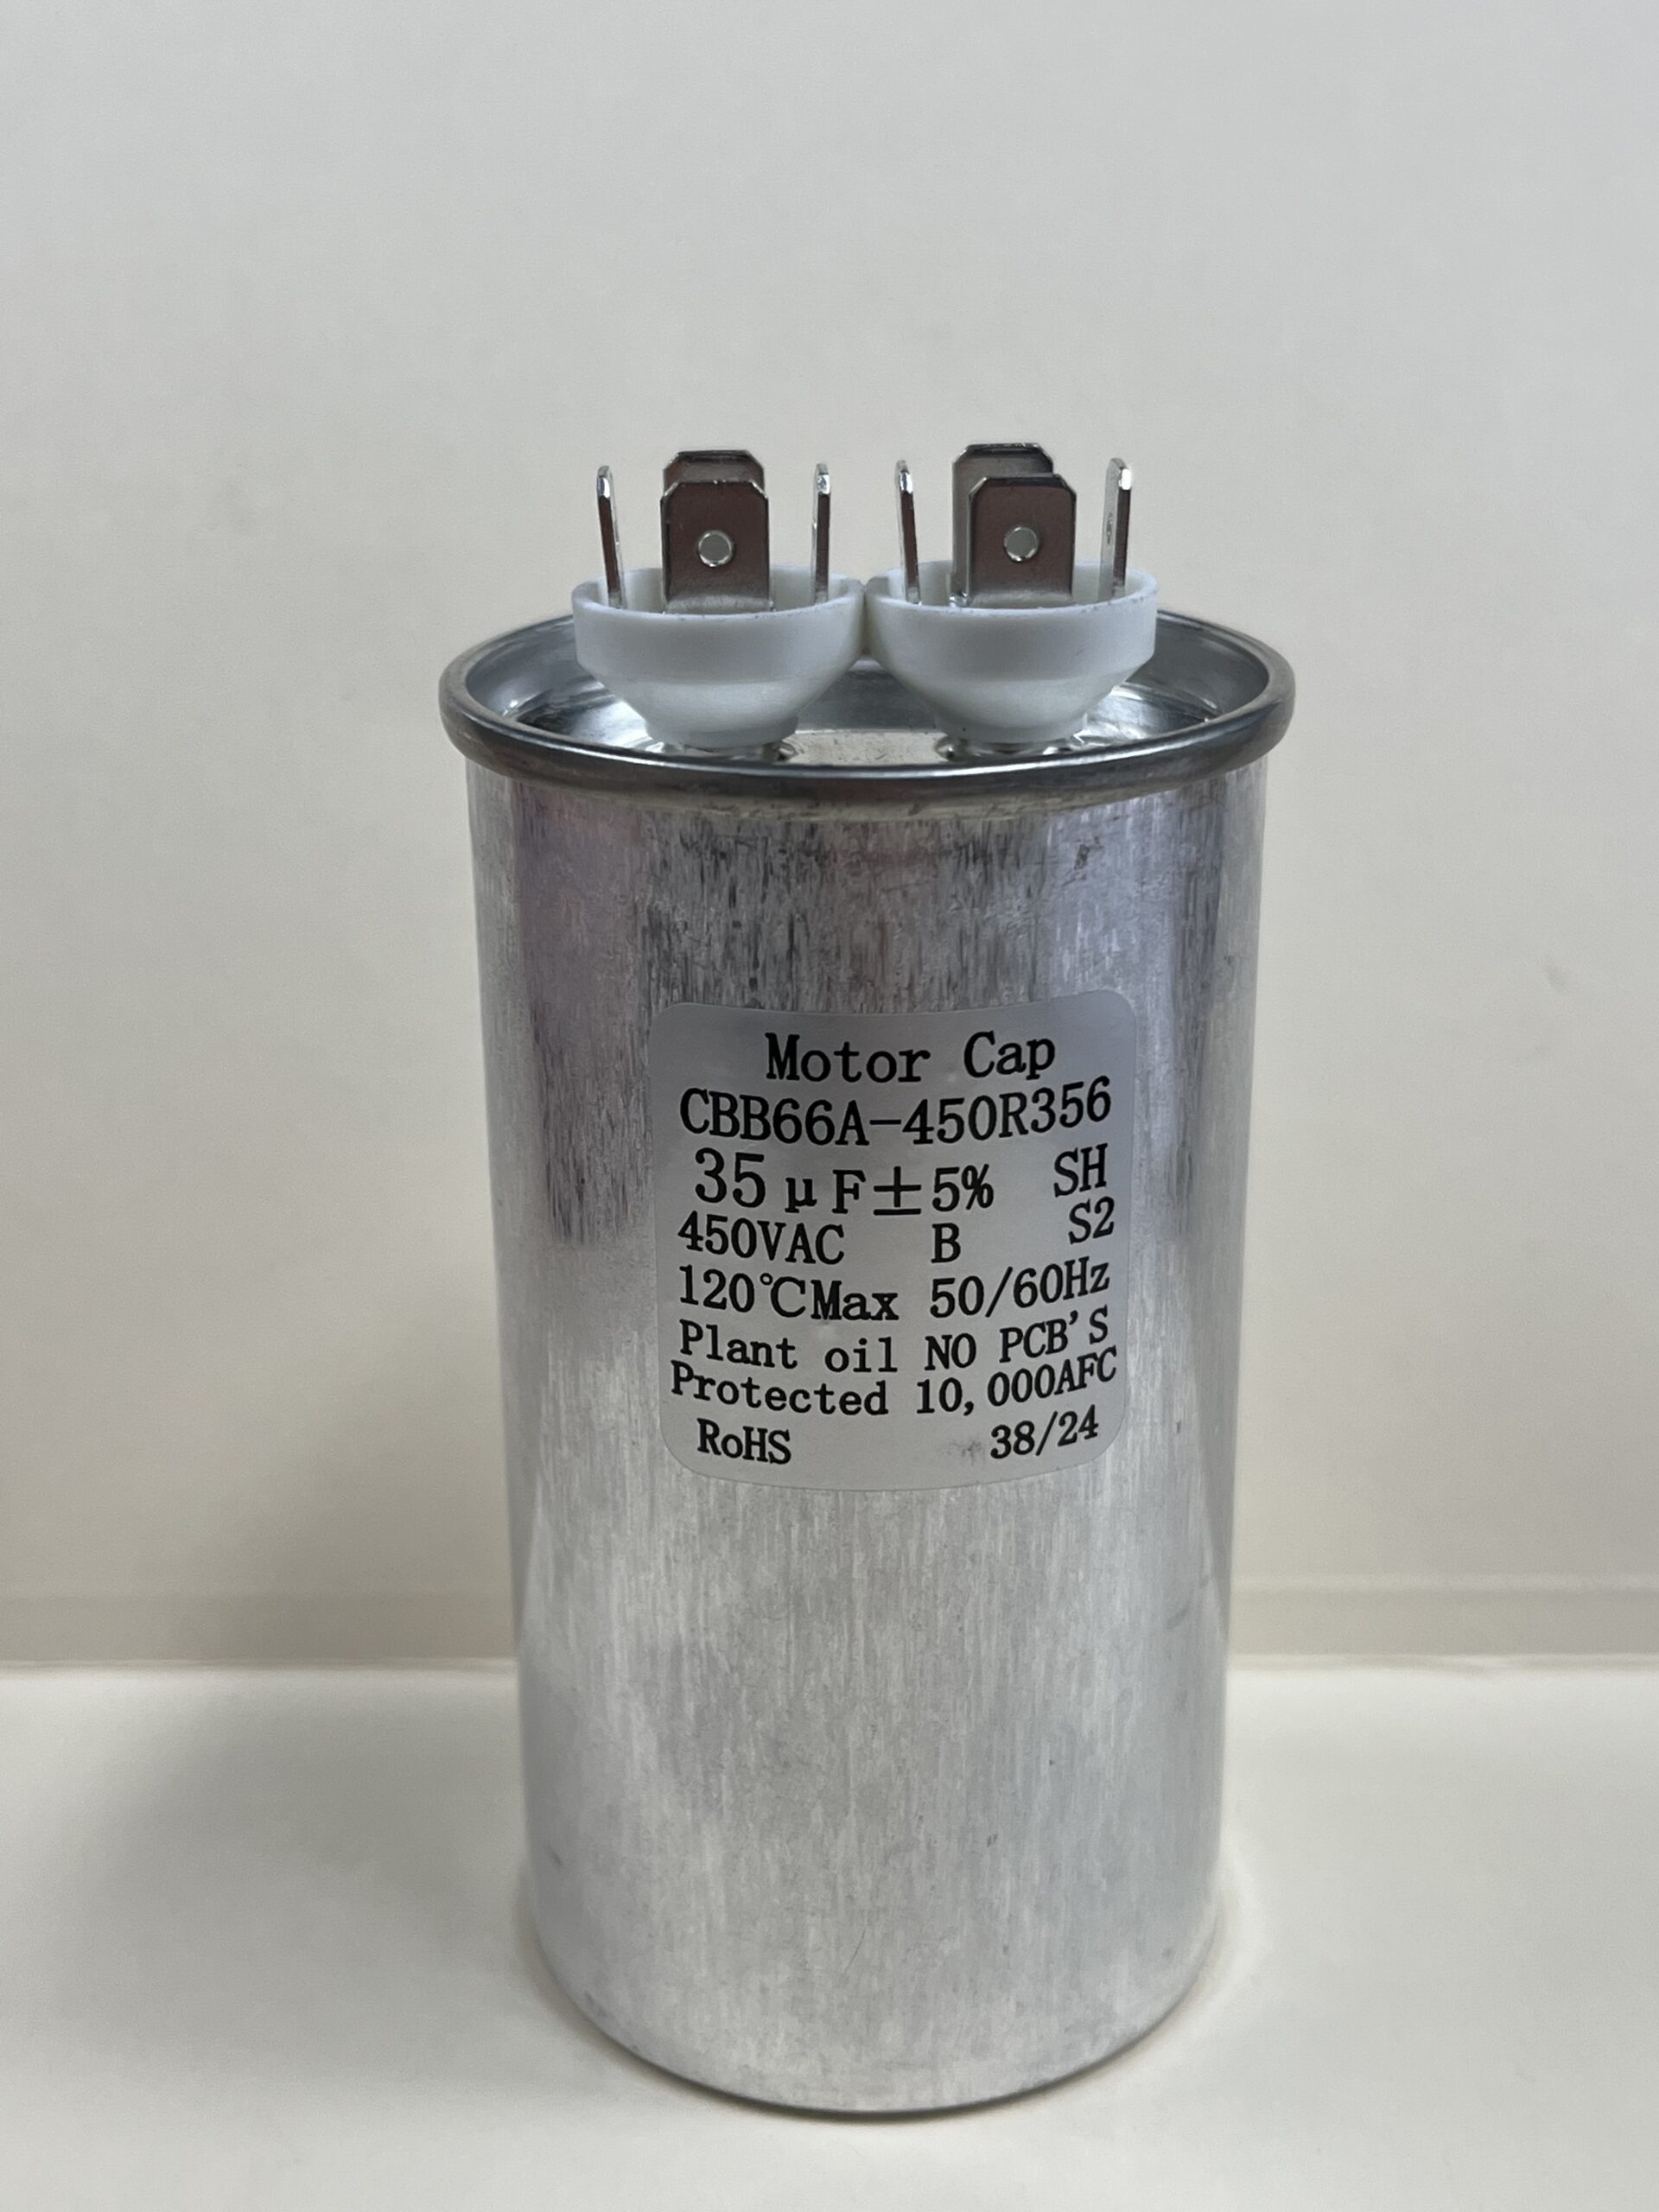 Motor Cap
CBB66A-450R356
35μF±5% SH
450VAC B S2
120℃Max 50/60Hz
Plant oil NO PCB'S
Protected 10,000AFC
RoHS 38/24